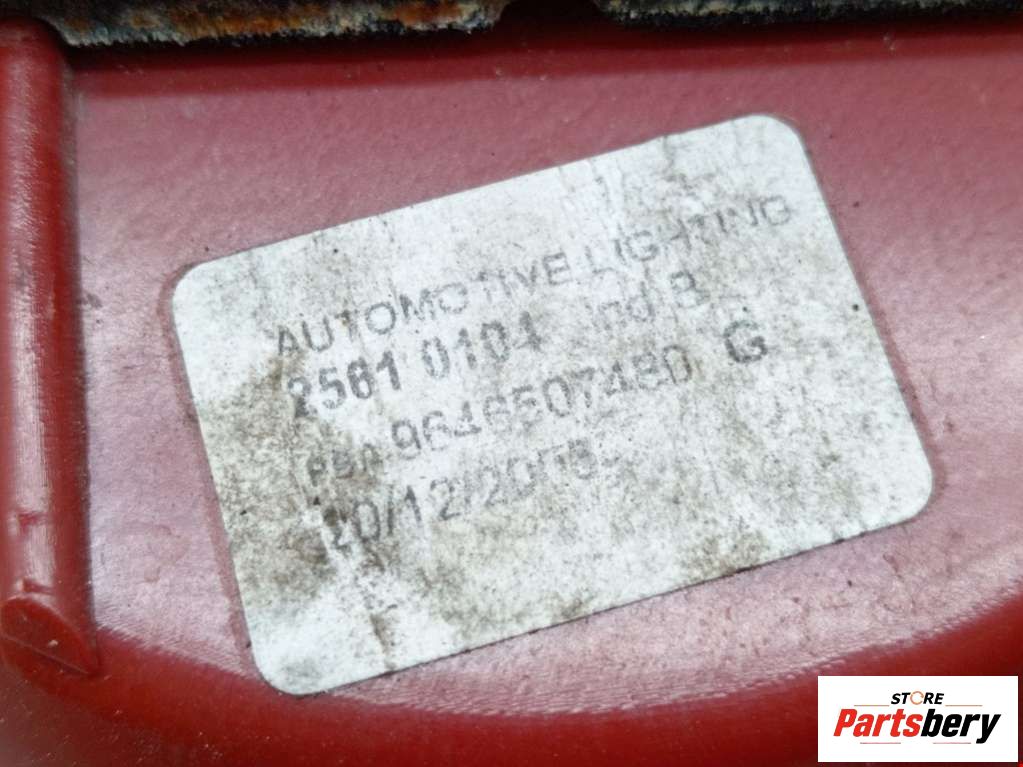 AUTOMOTIVE LIGHTING
2561 0104 ind B
PSA 9646507480 G
20/12/2005
STORE
Partsbery